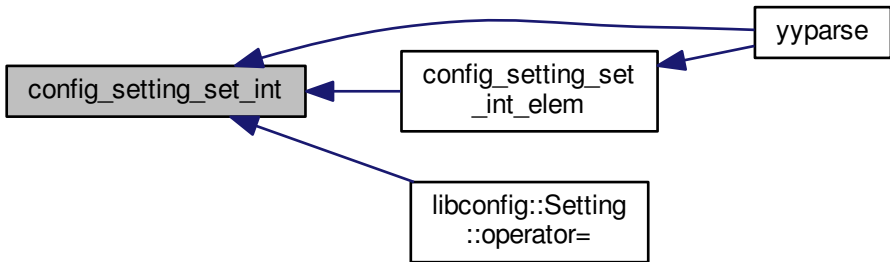 yyparse
config_setting_set_int
config_setting_set
_int_elem
libconfig::Setting
::operator=